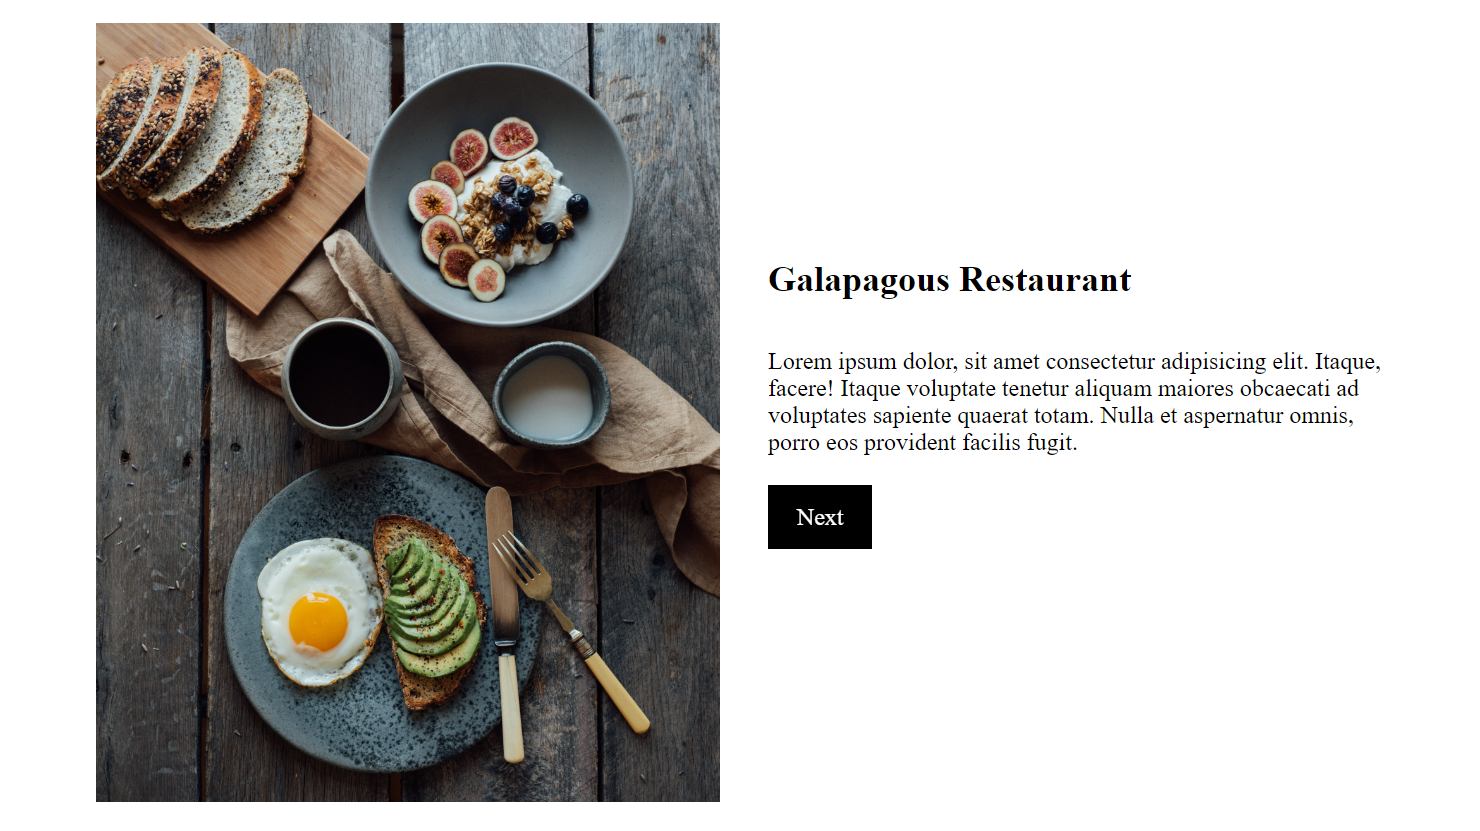 Galapagous Restaurant
Lorem ipsum dolor, sit amet consectetur adipisicing elit. Itaque,
facere! Itaque voluptate tenetur aliquam maiores obcaecati ad
voluptates sapiente quaerat totam. Nulla et aspernatur omnis,
porro eos provident facilis fugit.
Next